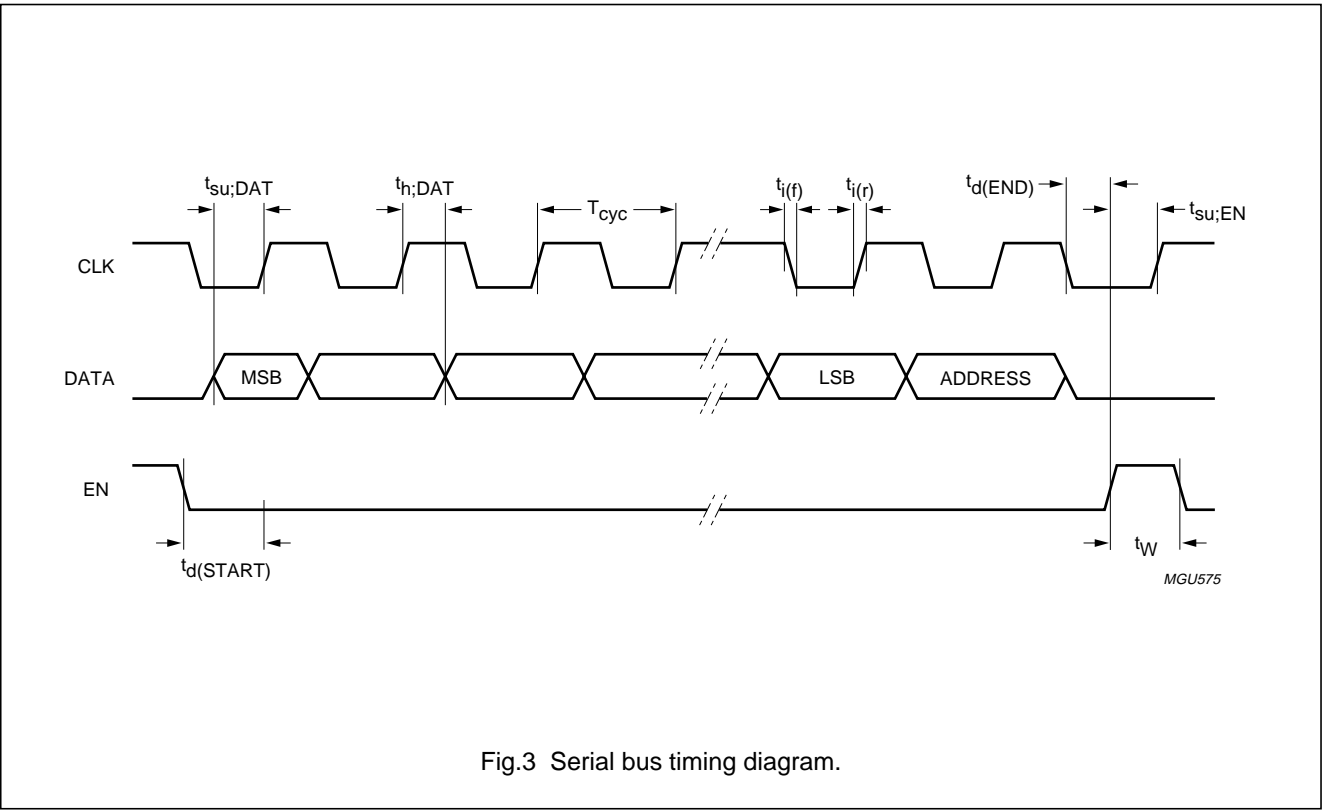 tsu;DAT
th;DAT
Tcyc
ti(f)
ti(r)
td(END)
tsu;EN
CLK
DATA
MSB
LSB
ADDRESS
EN
td(START)
tW
MGU575
Fig.3 Serial bus timing diagram.